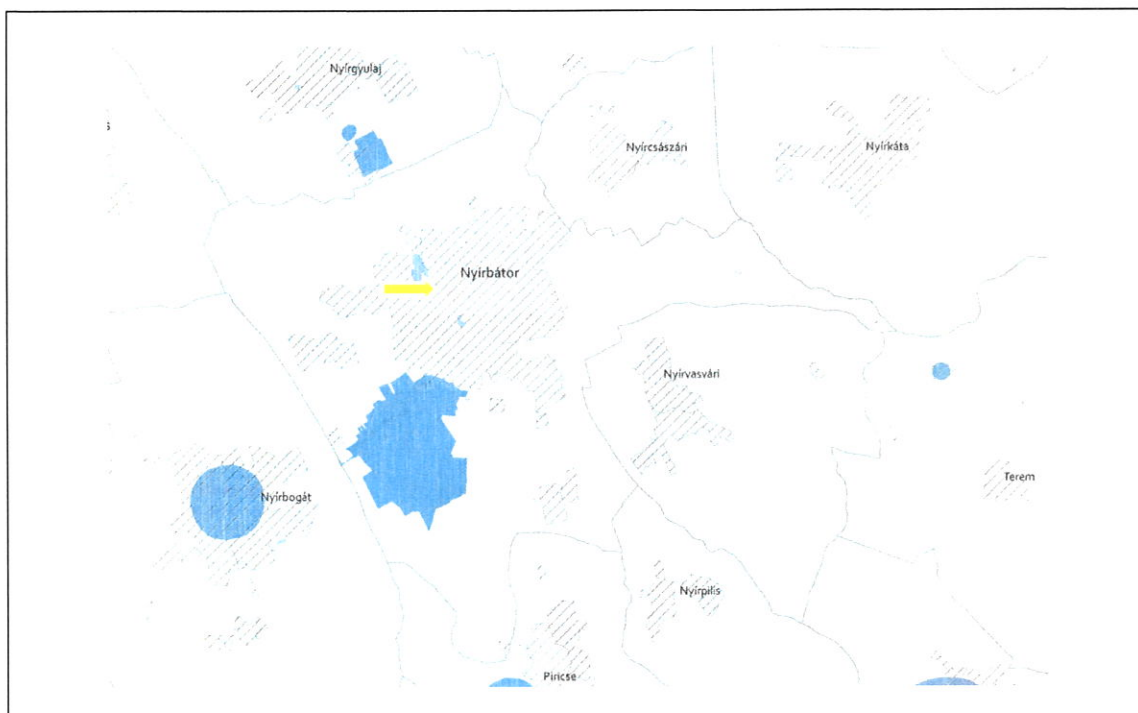 Nyírgyulaj
Nyírcsászári
Nyírkáta
s
Nyírbátor
Nyírvasvári
Terem
Nyírbogát
Nyírpilis
Piricse